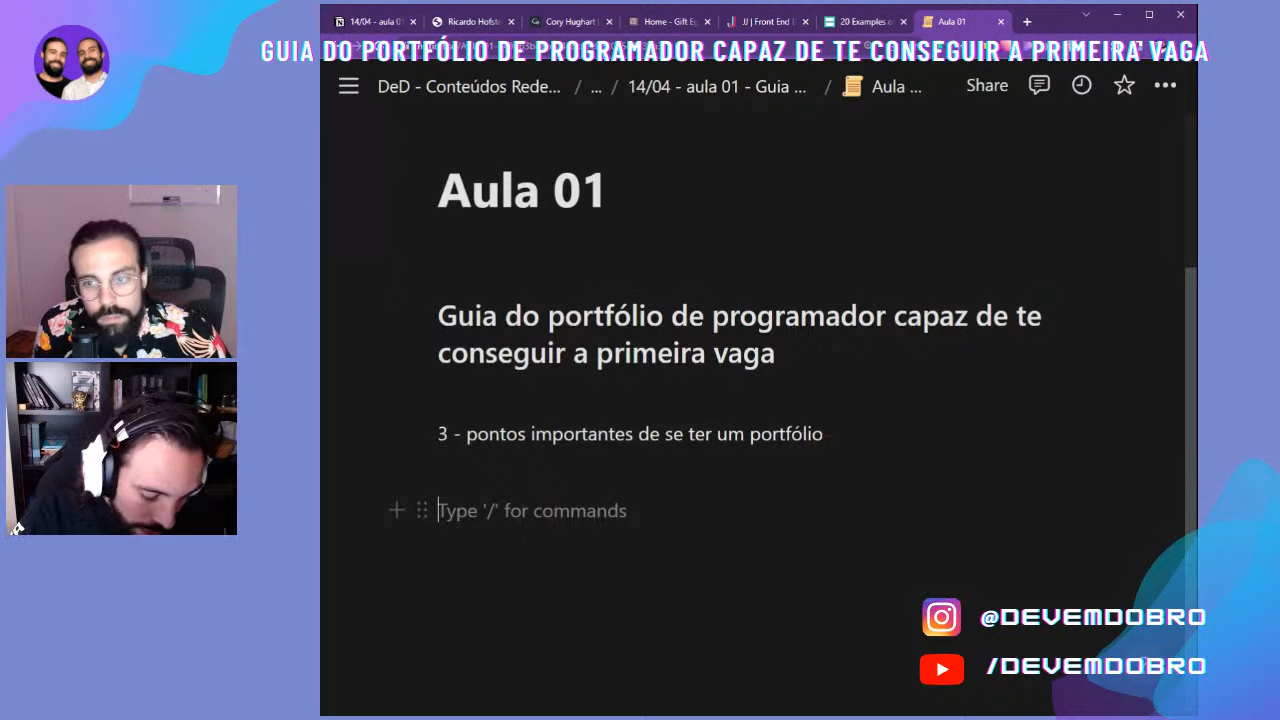 14/04 - aula 01
Ricardo Hofste
Cory Hughart |
Home - Gift Eg
JJ | Front End D
20 Examples o
Aula 01
GUIA DO PORTFÓLIO DE PROGRAMADOR CAPAZ DE TE CONSEGUIR A PRIMEIRA VAGA
DeD - Conteúdos Rede... / ... / 14/04 - aula 01 - Guia ... / Aula ... Share
Aula 01
Guia do portfólio de programador capaz de te
conseguir a primeira vaga
3 - pontos importantes de se ter um portfólio
Type '/' for commands
@DEVEMDOBRO
/DEVEMDOBRO